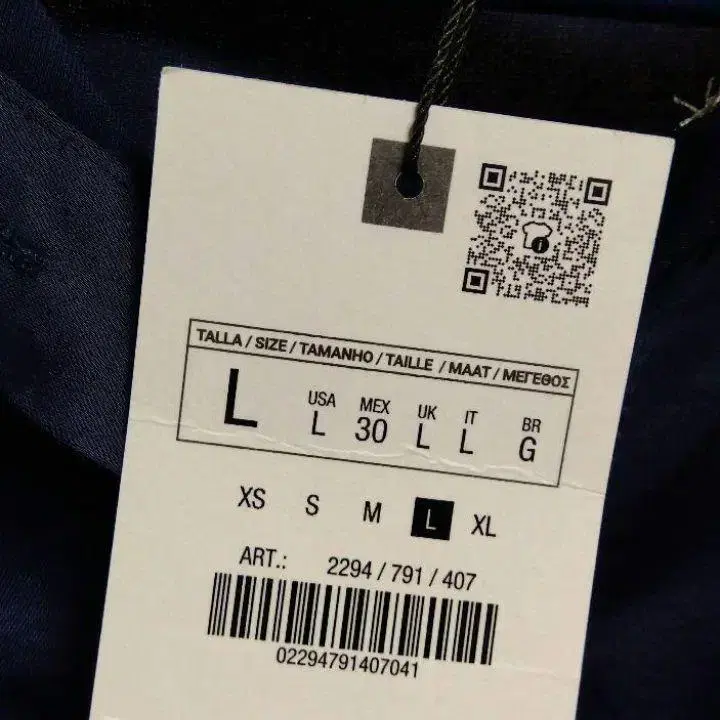 TALLA / SIZE / TAMANHO / TAILLE / MAAT / ΜΕΓΕΘΟΣ
L
USA MEX UK IT BR
L 30 L L G
XS S M L XL
ART.: 2294 / 791 / 407
02294791407041